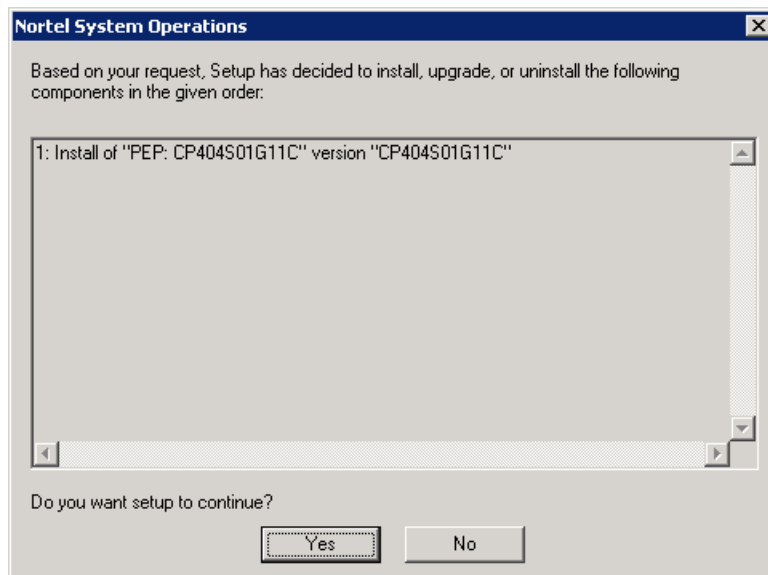 Nortel System Operations
Based on your request, Setup has decided to install, upgrade, or uninstall the following
components in the given order:
1: Install of "PEP: CP404S01G11C" version "CP404S01G11C"
Do you want setup to continue?
Yes
No